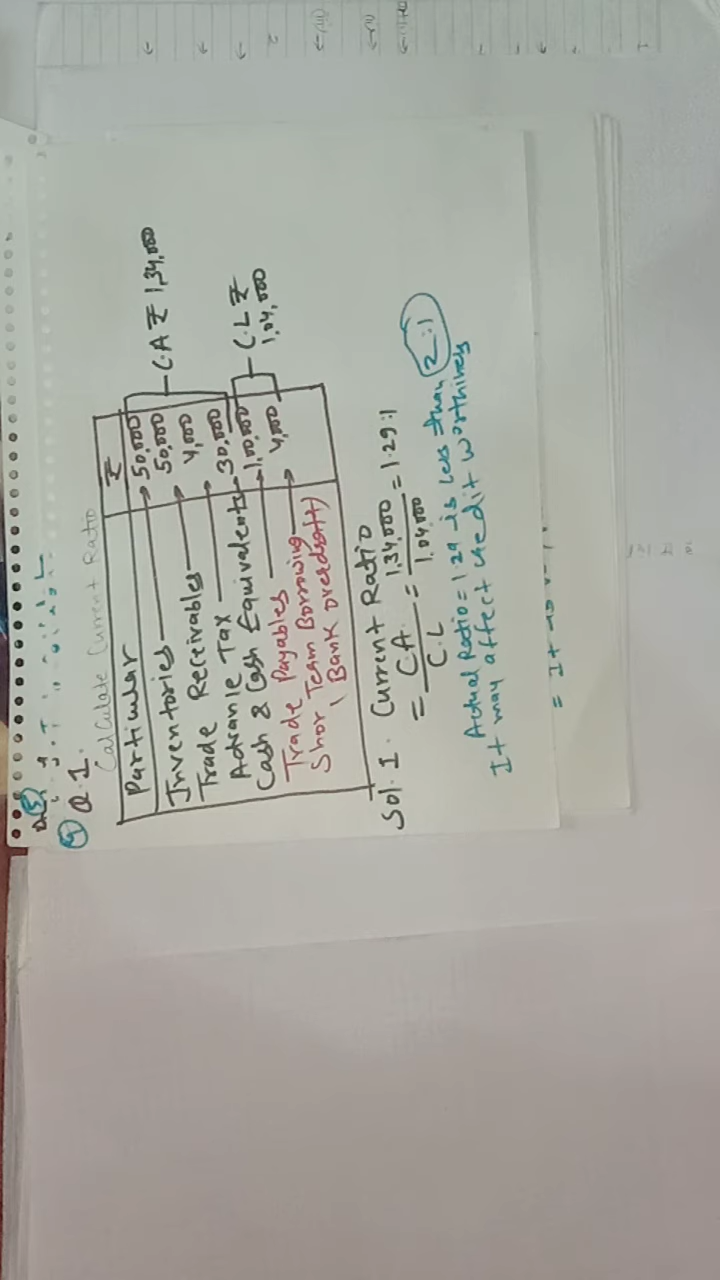 Q.1.
Calculate Current Ratio
Particular ₹
Inventories 50,000
Trade Receivables 50,000
Advance Tax 4,000
Cash & Cash Equivalents 30,000
Trade Payables 1,00,000
Shor Team Borrowing 4,000
( Bank overdraft)
C.A ₹ 1,34,000
C.L ₹
1,04,000
Sol.1. Current Ratio
= C.A. / C.L = 1,34,000 / 1,04,000 = 1.29:1
Actual Ratio = 1.29 is less than 2:1
It may affect credit worthiness